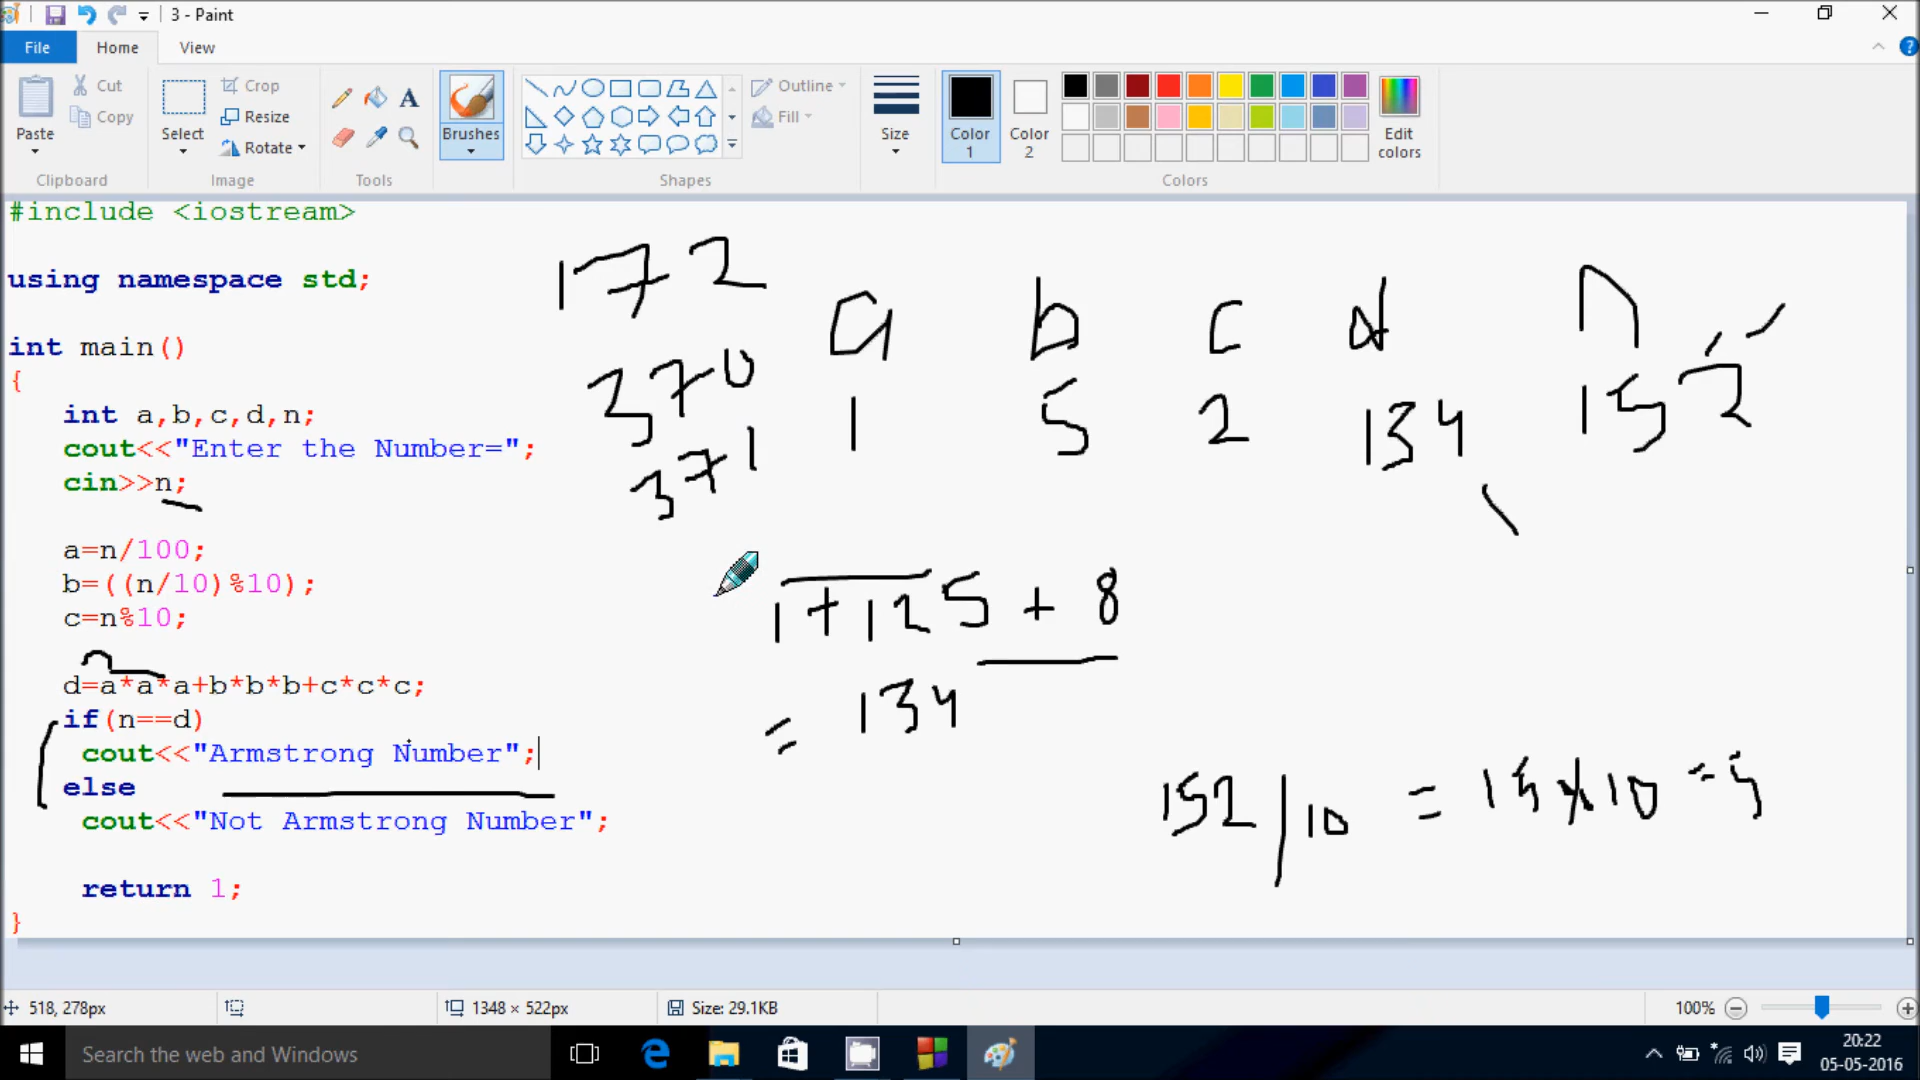 3 - Paint
File Home View
Paste Cut Copy Clipboard
Select Crop Resize Rotate Image
Tools
Brushes
Outline Fill Shapes
Size
Color 1 Color 2 Edit colors Colors
#include <iostream>
using namespace std;
int main()
{
int a,b,c,d,n;
cout<<"Enter the Number=";
cin>>n;
a=n/100;
b=((n/10)%10);
c=n%10;
d=a*a*a+b*b*b+c*c*c;
if(n==d)
cout<<"Armstrong Number";
else
cout<<"Not Armstrong Number";
return 1;
}
172
370
371
a b c d n
1 5 2 134 152
1+125 + 8
= 134
152/10 = 15%10 = 5
518, 278px 1348 × 522px Size: 29.1KB 100%
Search the web and Windows
20:22
05-05-2016